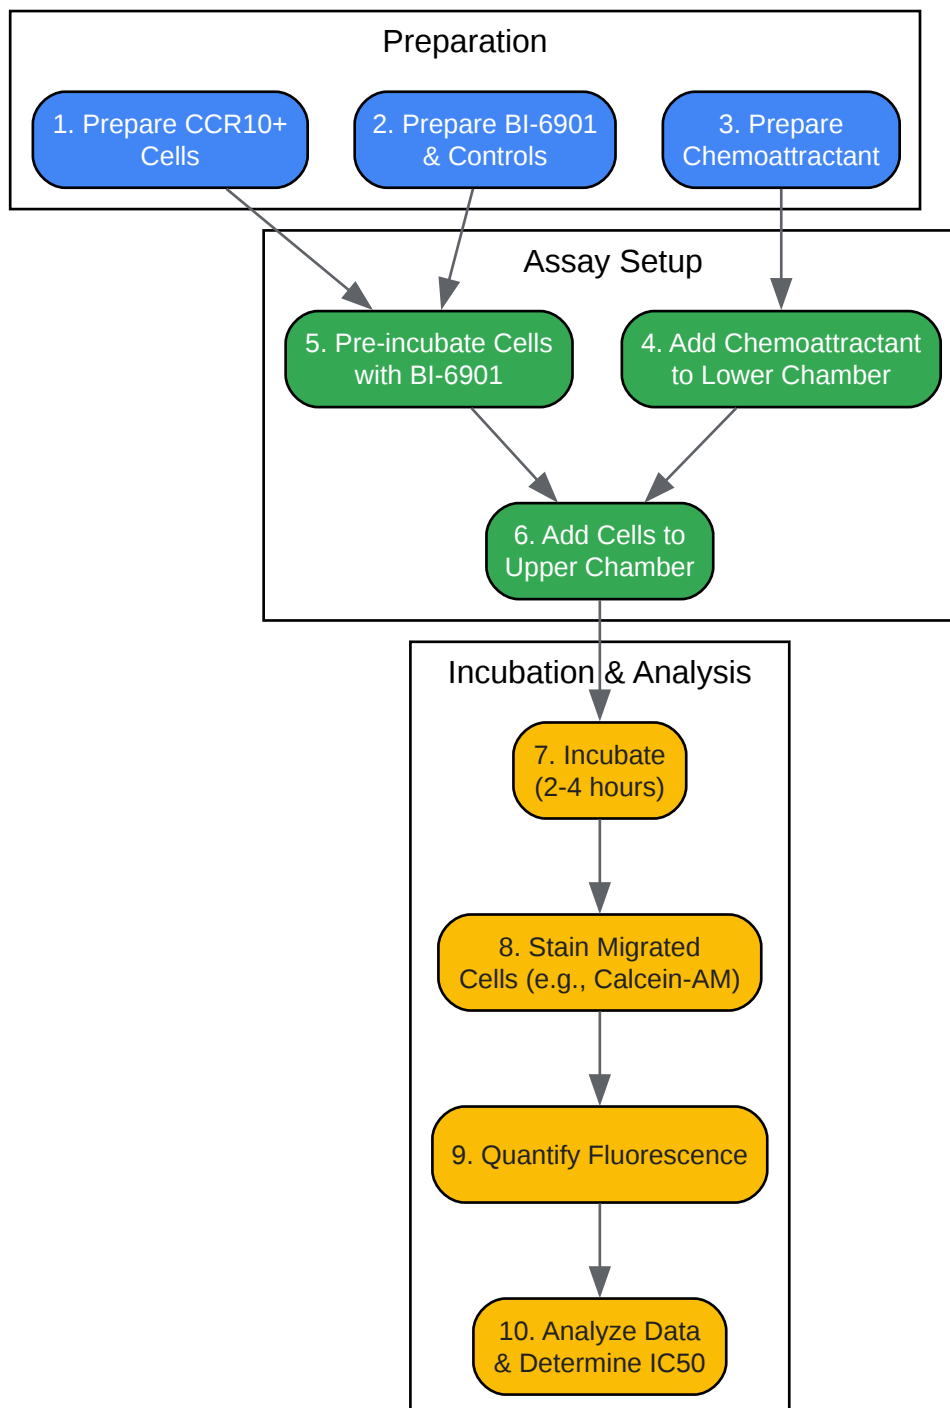 Preparation
1. Prepare CCR10+
Cells
2. Prepare BI-6901
& Controls
3. Prepare
Chemoattractant
Assay Setup
5. Pre-incubate Cells
with BI-6901
4. Add Chemoattractant
to Lower Chamber
6. Add Cells to
Upper Chamber
Incubation & Analysis
7. Incubate
(2-4 hours)
8. Stain Migrated
Cells (e.g., Calcein-AM)
9. Quantify Fluorescence
10. Analyze Data
& Determine IC50